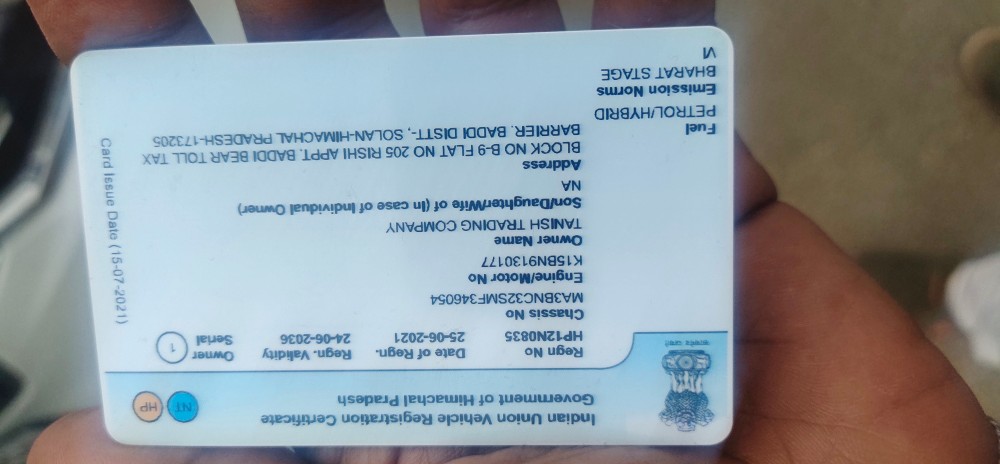 Indian Union Vehicle Registration Certificate
Government of Himachal Pradesh
NT
HP
Regn No
HP12N0835
Date of Regn.
25-06-2021
Regn. Validity
24-06-2036
Owner Serial
1
Chassis No
MA3BNC32SMF346054
Engine/Motor No
K15BN9130177
Owner Name
TANISH TRADING COMPANY
Son/Daughter/Wife of (In case of Individual Owner)
NA
Address
BLOCK NO B-9 FLAT NO 205 RISHI APPT. BADDI BEAR TOLL TAX
BARRIER. BADDI DISTT-, SOLAN-HIMACHAL PRADESH-173205
Fuel
PETROL/HYBRID
Emission Norms
BHARAT STAGE
VI
Card Issue Date (15-07-2021)